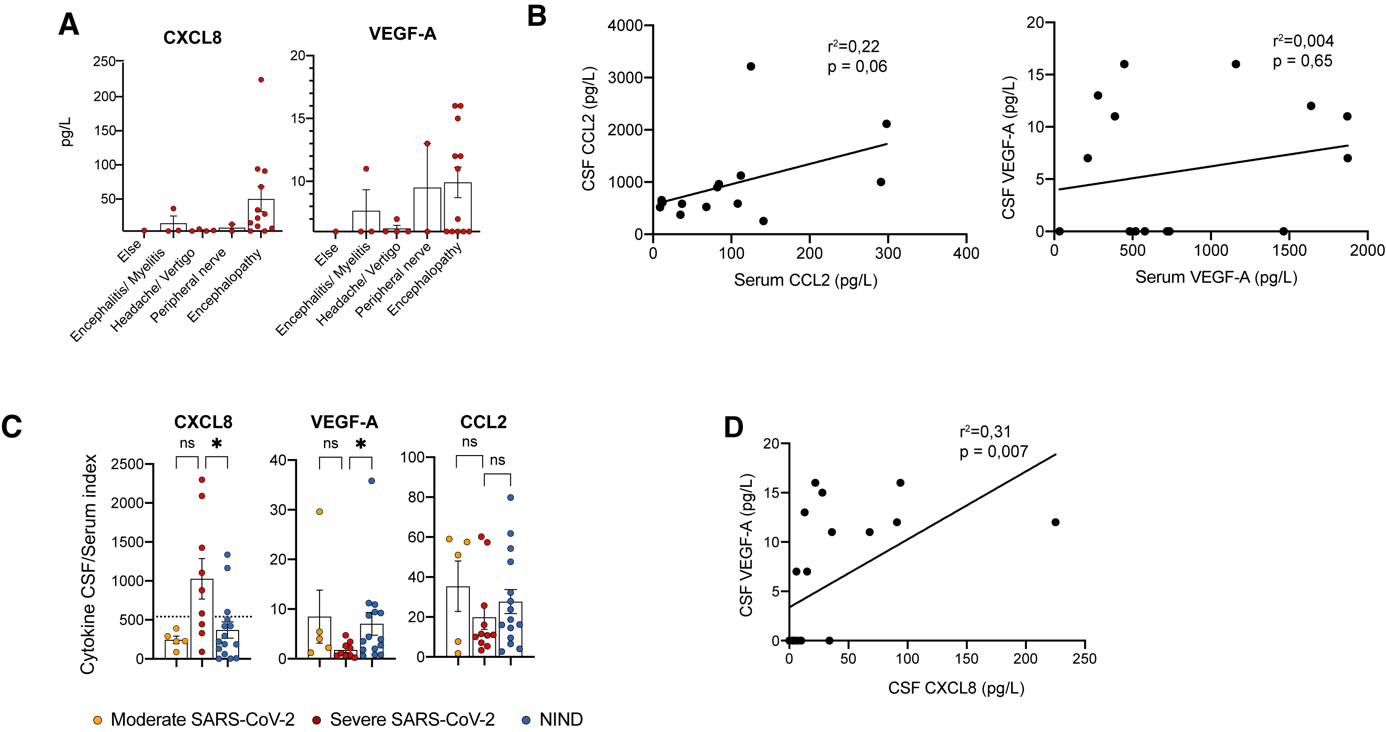 A
CXCL8
pg/L
250
200
150
100
50
Else
Encephalitis/ Myelitis
Headache/ Vertigo
Peripheral nerve
Encephalopathy
VEGF-A
20
10
Else
Encephalitis/ Myelitis
Headache/ Vertigo
Peripheral nerve
Encephalopathy
B
CSF CCL2 (pg/L)
4000
3000
2000
1000
0
r²=0,22
p = 0,06
0 100 200 300 400
Serum CCL2 (pg/L)
CSF VEGF-A (pg/L)
20
15
10
5
0
r²=0,004
p = 0,65
0 500 1000 1500 2000
Serum VEGF-A (pg/L)
C
Cytokine CSF/Serum index
CXCL8
ns *
2500
2000
1500
1000
500
0
VEGF-A
ns *
40
30
20
10
0
CCL2
ns
ns
100
80
60
40
20
0
Moderate SARS-CoV-2 Severe SARS-CoV-2 NIND
D
CSF VEGF-A (pg/L)
20
15
10
5
0
r²=0,31
p = 0,007
0 50 100 150 200 250
CSF CXCL8 (pg/L)